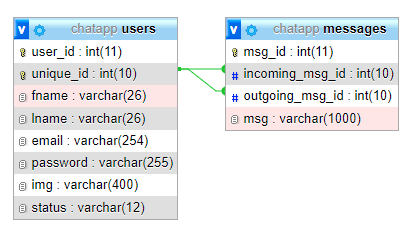 v chatapp users
user_id : int(11)
unique_id : int(10)
fname : varchar(26)
lname : varchar(26)
email : varchar(254)
password : varchar(255)
img : varchar(400)
status : varchar(12)
v chatapp messages
msg_id : int(11)
# incoming_msg_id : int(10)
# outgoing_msg_id : int(10)
msg : varchar(1000)